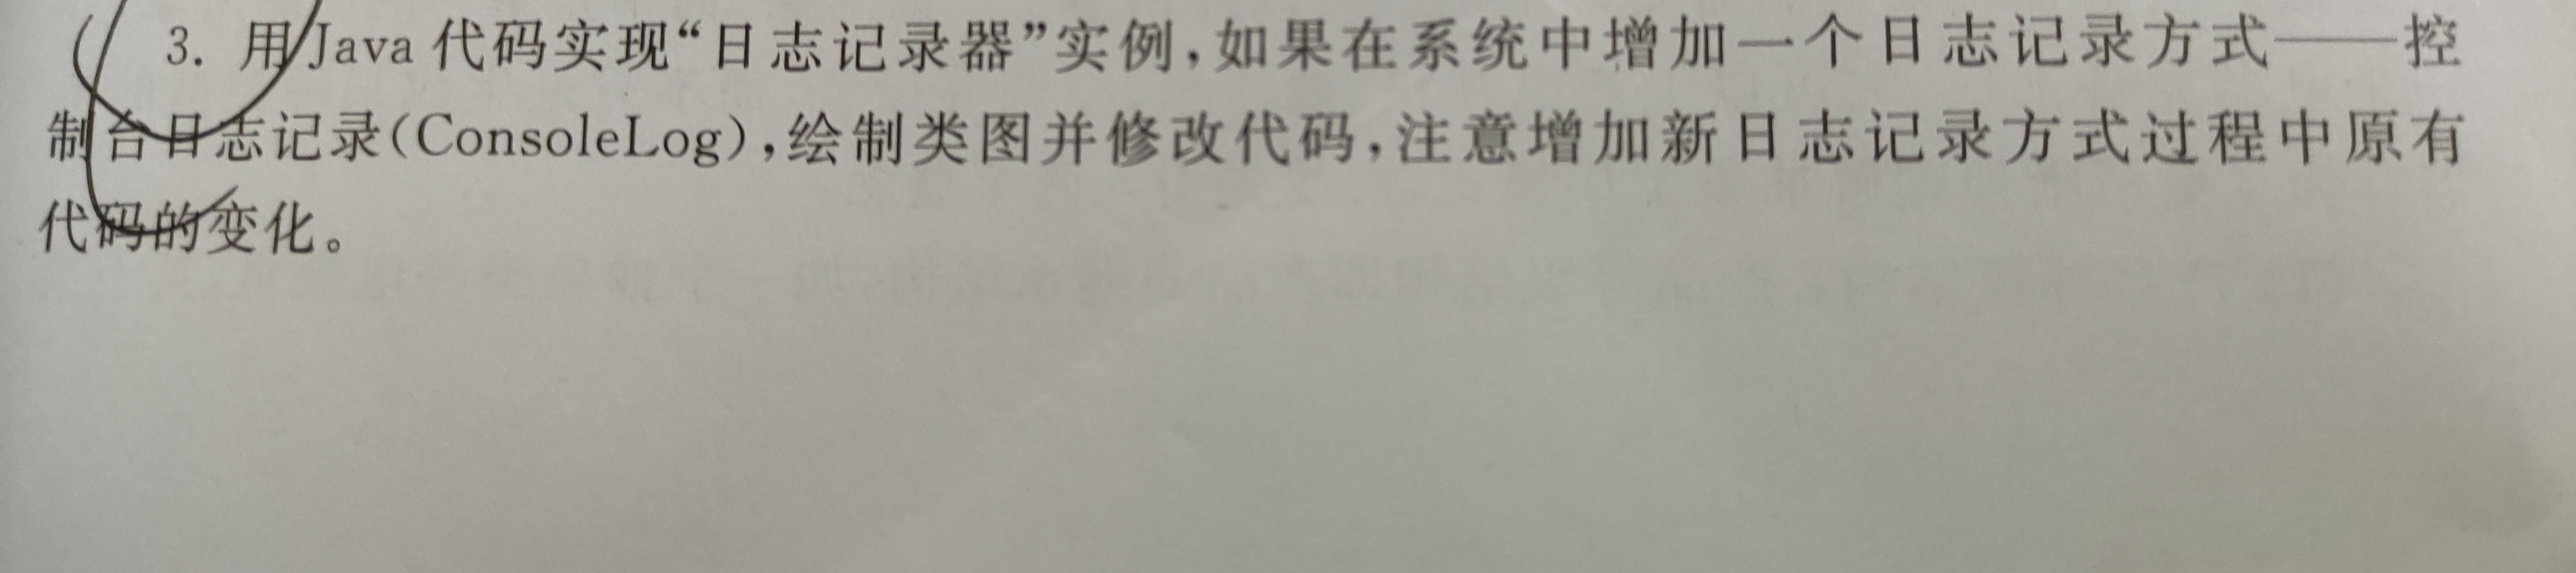 3. 用Java代码实现“日志记录器”实例,如果在系统中增加一个日志记录方式——控
制台日志记录(ConsoleLog),绘制类图并修改代码,注意增加新日志记录方式过程中原有
代码的变化。